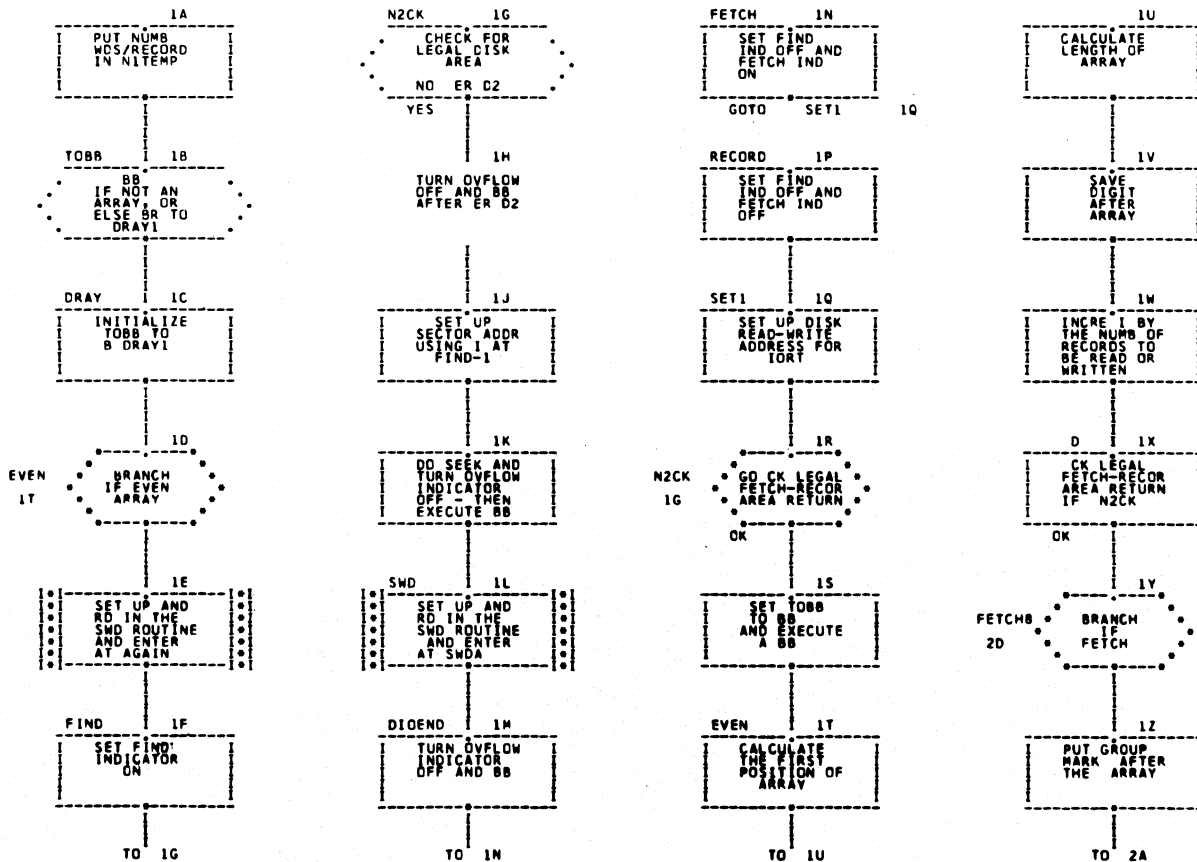 1A
PUT NUMB
WDS/RECORD
IN N1TEMP
TOBB 1B
BB
IF NOT AN
ARRAY, OR
ELSE BR TO
DRAY1
DRAY 1C
INITIALIZE
TOBB TO
B DRAY1
1D
EVEN
1T
BRANCH
IF EVEN
ARRAY
1E
SET UP AND
RD IN THE
SWD ROUTINE
AND ENTER
AT AGAIN
FIND 1F
SET FIND
INDICATOR
ON
TO 1G
N2CK 1G
CHECK FOR
LEGAL DISK
AREA
NO ER D2
YES
1H
TURN OVFLOW
OFF AND BB
AFTER ER D2
1J
SET UP
SECTOR ADDR
USING I AT
FIND-1
1K
DO SEEK AND
TURN OVFLOW
INDICATOR
OFF - THEN
EXECUTE BB
SWD 1L
SET UP AND
RD IN THE
SWD ROUTINE
AND ENTER
AT SWDA
DIOEND 1M
TURN OVFLOW
INDICATOR
OFF AND BB
TO 1N
FETCH 1N
SET FIND
IND OFF AND
FETCH IND
ON
GOTO SET1 1Q
RECORD 1P
SET FIND
IND OFF AND
FETCH IND
OFF
SET1 1Q
SET UP DISK
READ-WRITE
ADDRESS FOR
IORT
1R
N2CK
1G
GO CK LEGAL
FETCH-RECOR
AREA RETURN
OK
1S
SET TOBB
TO BB
AND EXECUTE
A BB
EVEN 1T
CALCULATE
THE FIRST
POSITION OF
ARRAY
TO 1U
1U
CALCULATE
LENGTH OF
ARRAY
1V
SAVE
DIGIT
AFTER
ARRAY
1W
INCRE I BY
THE NUMB OF
RECORDS TO
BE READ OR
WRITTEN
D 1X
CK LEGAL
FETCH-RECOR
AREA RETURN
IF N2CK
OK
1Y
FETCH8
2D
BRANCH
IF
FETCH
1Z
PUT GROUP
MARK AFTER
THE ARRAY
TO 2A